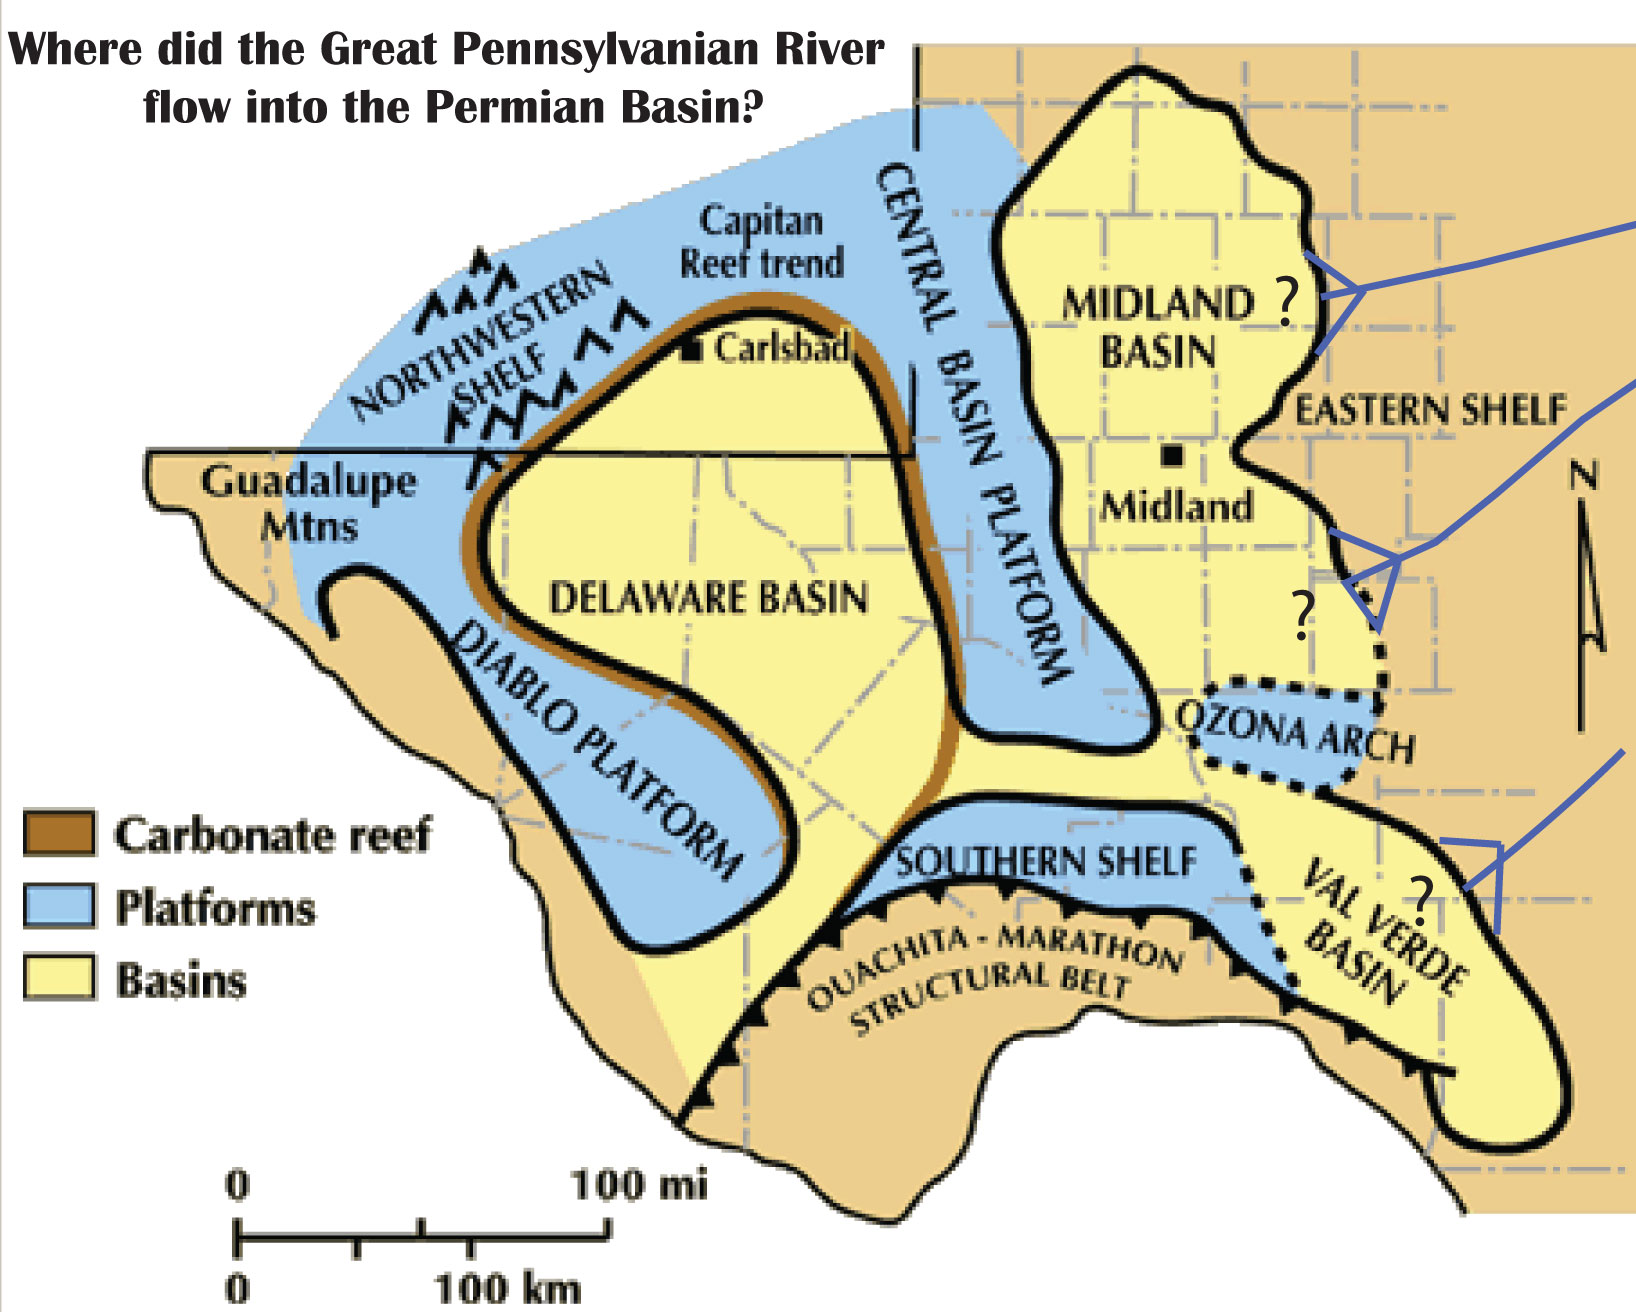 Where did the Great Pennsylvanian River
flow into the Permian Basin?
Capitan
Reef trend
CENTRAL BASIN PLATFORM
NORTHWESTERN
SHELF
Carlsbad
MIDLAND
BASIN
?
EASTERN SHELF
Guadalupe
Mtns
Midland
N
DELAWARE BASIN
?
DIABLO PLATFORM
OZONA ARCH
Carbonate reef
Platforms
Basins
SOUTHERN SHELF
?
VAL VERDE
BASIN
OUACHITA - MARATHON
STRUCTURAL BELT
0 100 mi
0 100 km